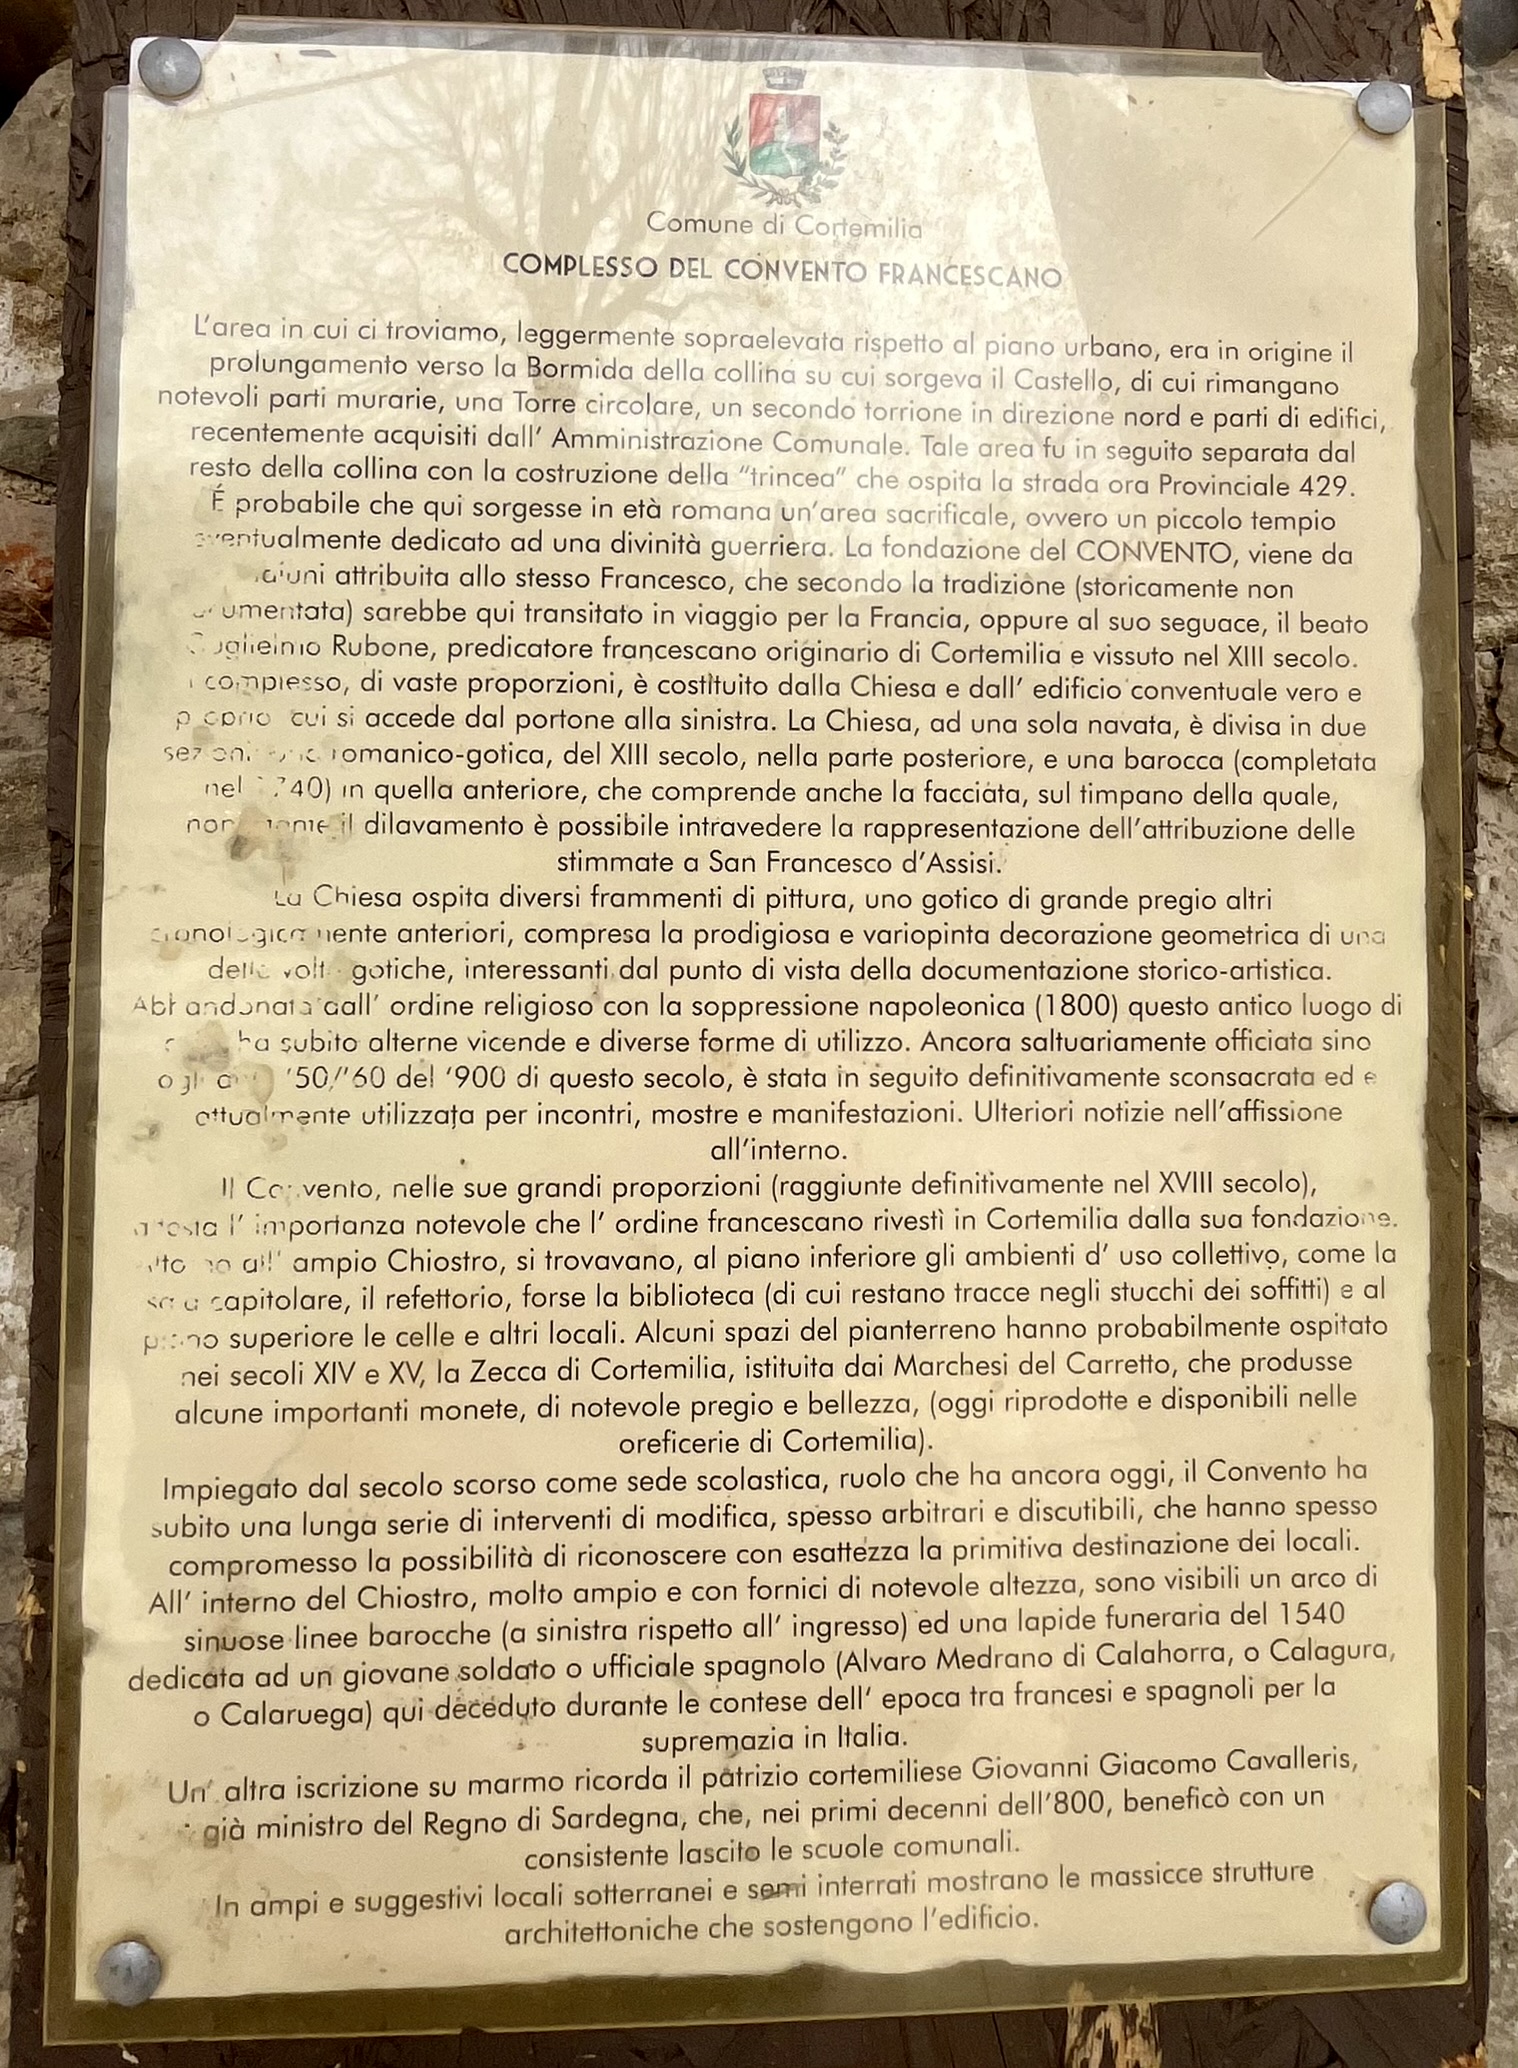 Comune di Cortemilia
COMPLESSO DEL CONVENTO FRANCESCANO
L'area in cui ci troviamo, leggermente sopraelevata rispetto al piano urbano, era in origine il
prolungamento verso la Bormida della collina su cui sorgeva il Castello, di cui rimangano
notevoli parti murarie, una Torre circolare, un secondo torrione in direzione nord e parti di edifici,
recentemente acquisiti dall' Amministrazione Comunale. Tale area fu in seguito separata dal
resto della collina con la costruzione della "trincea" che ospita la strada ora Provinciale 429.
É probabile che qui sorgesse in età romana un'area sacrificale, ovvero un piccolo tempio
eventualmente dedicato ad una divinità guerriera. La fondazione del CONVENTO, viene da
attribuita allo stesso Francesco, che secondo la tradizione (storicamente non
sarebbe qui transitato in viaggio per la Francia, oppure al suo seguace, il beato
Guglielmo Rubone, predicatore francescano originario di Cortemilia e vissuto nel XIII secolo.
complesso, di vaste proporzioni, è costituito dalla Chiesa e dall' edificio conventuale vero e
proprio cui si accede dal portone alla sinistra. La Chiesa, ad una sola navata, è divisa in due
sezioni romanico-gotica, del XIII secolo, nella parte posteriore, e una barocca (completata
nel in quella anteriore, che comprende anche la facciata, sul timpano della quale,
il dilavamento è possibile intravedere la rappresentazione dell'attribuzione delle
stimmate a San Francesco d'Assisi.
La Chiesa ospita diversi frammenti di pittura, uno gotico di grande pregio altri
anteriori, compresa la prodigiosa e variopinta decorazione geometrica di una
delle gotiche, interessanti dal punto di vista della documentazione storico-artistica.
Abbandonata dall' ordine religioso con la soppressione napoleonica (1800) questo antico luogo di
ha subito alterne vicende e diverse forme di utilizzo. Ancora saltuariamente officiata sino
'50/'60 del '900 di questo secolo, è stata in seguito definitivamente sconsacrata ed e
attualmente utilizzata per incontri, mostre e manifestazioni. Ulteriori notizie nell'affissione
all'interno.
Il Convento, nelle sue grandi proporzioni (raggiunte definitivamente nel XVIII secolo),
attesta l' importanza notevole che l' ordine francescano rivestì in Cortemilia dalla sua fondazione.
all' ampio Chiostro, si trovavano, al piano inferiore gli ambienti d' uso collettivo, come la
sala capitolare, il refettorio, forse la biblioteca (di cui restano tracce negli stucchi dei soffitti) e al
piano superiore le celle e altri locali. Alcuni spazi del pianterreno hanno probabilmente ospitato
nei secoli XIV e XV, la Zecca di Cortemilia, istituita dai Marchesi del Carretto, che produsse
alcune importanti monete, di notevole pregio e bellezza, (oggi riprodotte e disponibili nelle
oreficerie di Cortemilia).
Impiegato dal secolo scorso come sede scolastica, ruolo che ha ancora oggi, il Convento ha
subito una lunga serie di interventi di modifica, spesso arbitrari e discutibili, che hanno spesso
compromesso la possibilità di riconoscere con esattezza la primitiva destinazione dei locali.
All' interno del Chiostro, molto ampio e con fornici di notevole altezza, sono visibili un arco di
sinuose linee barocche (a sinistra rispetto all' ingresso) ed una lapide funeraria del 1540
dedicata ad un giovane soldato o ufficiale spagnolo (Alvaro Medrano di Calahorra, o Calagura,
o Calaruega) qui deceduto durante le contese dell' epoca tra francesi e spagnoli per la
supremazia in Italia.
Un' altra iscrizione su marmo ricorda il patrizio cortemiliese Giovanni Giacomo Cavalleris,
già ministro del Regno di Sardegna, che, nei primi decenni dell'800, beneficò con un
consistente lascito le scuole comunali.
In ampi e suggestivi locali sotterranei e semi interrati mostrano le massicce strutture
architettoniche che sostengono l'edificio.